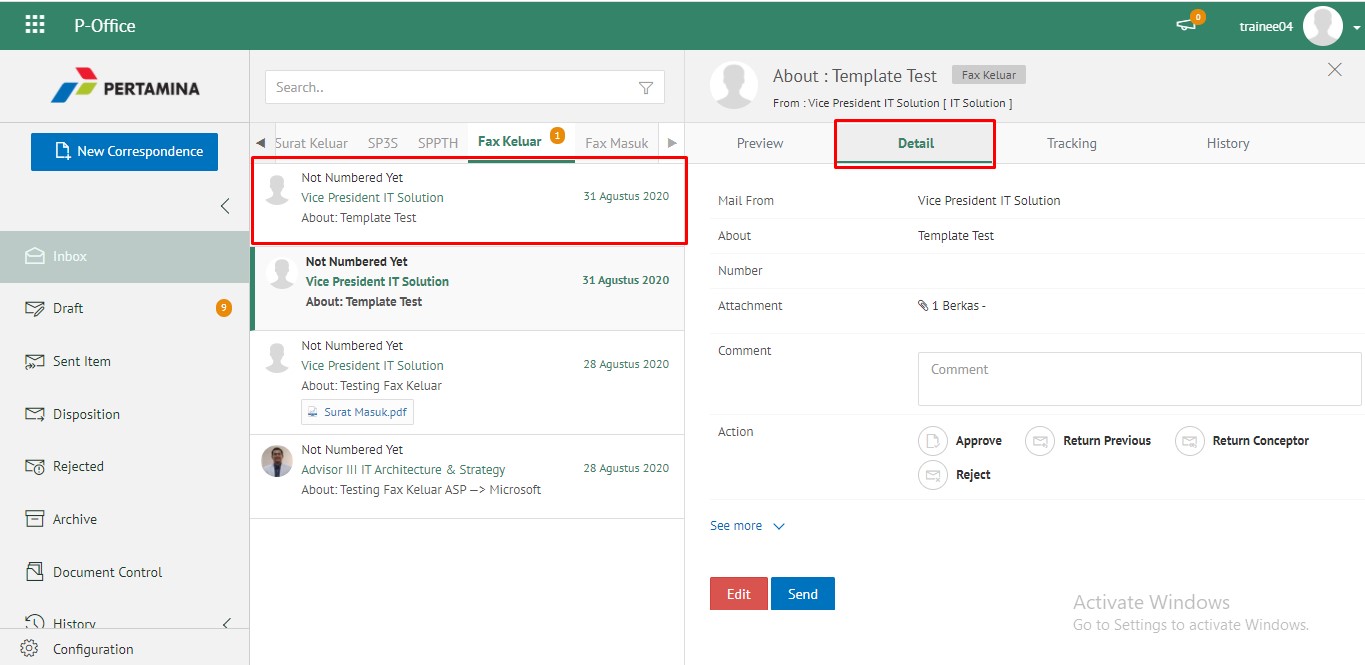 P-Office
0
trainee04
PERTAMINA
New Correspondence
Inbox
Draft
9
Sent Item
Disposition
Rejected
Archive
Document Control
History
Configuration
Search..
Surat Keluar
SP3S
SPPTH
Fax Keluar
1
Fax Masuk
Not Numbered Yet
Vice President IT Solution
31 Agustus 2020
About: Template Test
Not Numbered Yet
Vice President IT Solution
31 Agustus 2020
About: Template Test
Not Numbered Yet
Vice President IT Solution
28 Agustus 2020
About: Testing Fax Keluar
Surat Masuk.pdf
Not Numbered Yet
Advisor III IT Architecture & Strategy
28 Agustus 2020
About: Testing Fax Keluar ASP —> Microsoft
About : Template Test
Fax Keluar
From : Vice President IT Solution [ IT Solution ]
Preview
Detail
Tracking
History
Mail From
Vice President IT Solution
About
Template Test
Number
Attachment
1 Berkas -
Comment
Comment
Action
Approve
Return Previous
Return Conceptor
Reject
See more
Edit
Send
Activate Windows
Go to Settings to activate Windows.